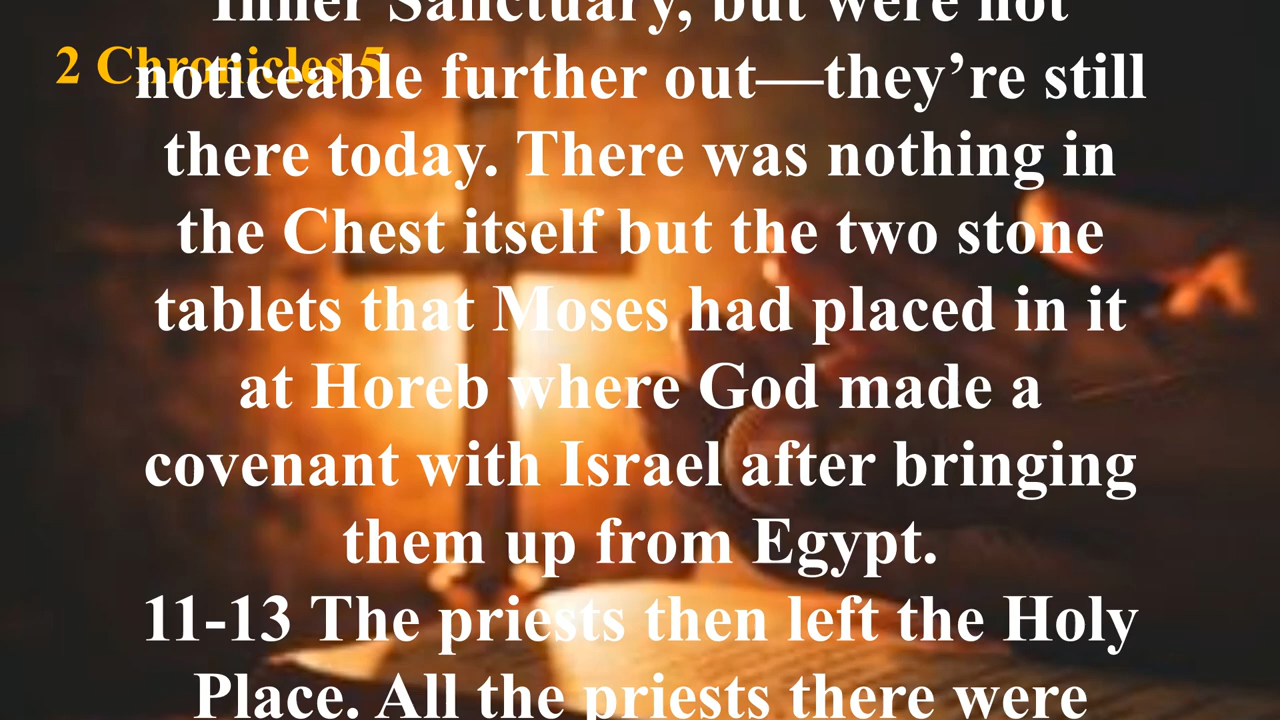 Inner Sanctuary, but were not
2 Chronicles 5
noticeable further out—they’re still
there today. There was nothing in
the Chest itself but the two stone
tablets that Moses had placed in it
at Horeb where God made a
covenant with Israel after bringing
them up from Egypt.
11-13 The priests then left the Holy
Place. All the priests there were